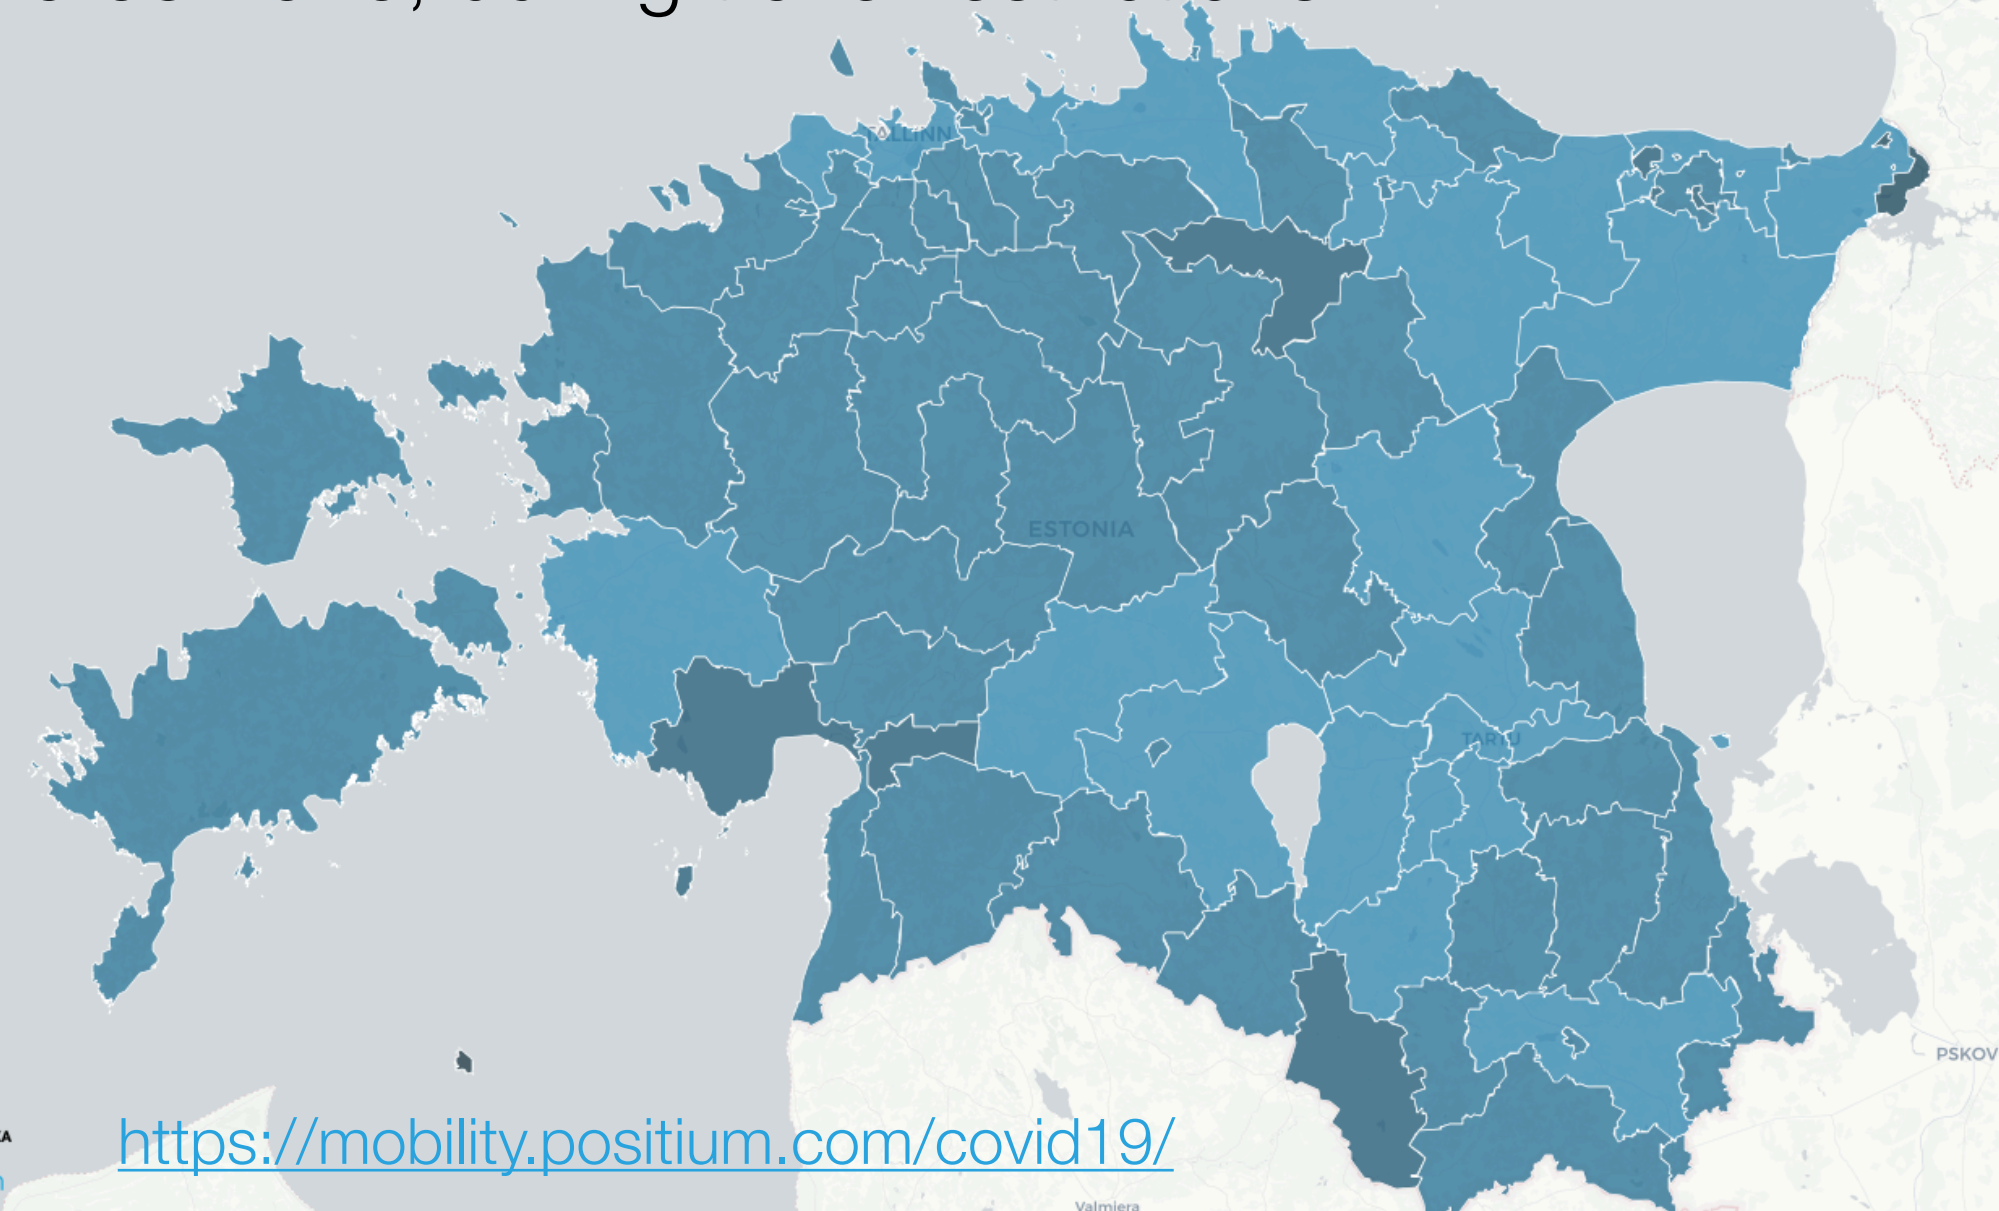 TALLINN
ESTONIA
TARTU
PSKOV
https://mobility.positium.com/covid19/
Valmiera